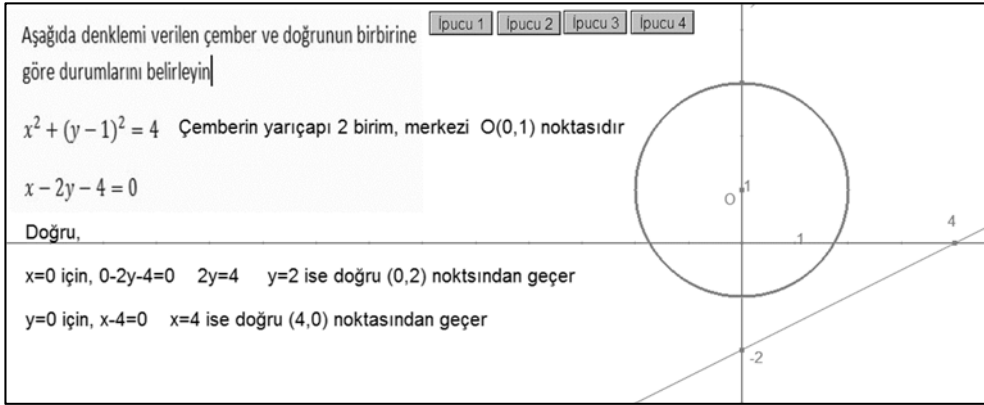 Aşağıda denklemi verilen çember ve doğrunun birbirine
göre durumlarını belirleyin
İpucu 1 İpucu 2 İpucu 3 İpucu 4
x² + (y − 1)² = 4 Çemberin yarıçapı 2 birim, merkezi O(0,1) noktasıdır
x − 2y − 4 = 0
Doğru,
x=0 için, 0-2y-4=0 2y=4 y=2 ise doğru (0,2) noktsından geçer
y=0 için, x-4=0 x=4 ise doğru (4,0) noktasından geçer
1
O
4
1
-2